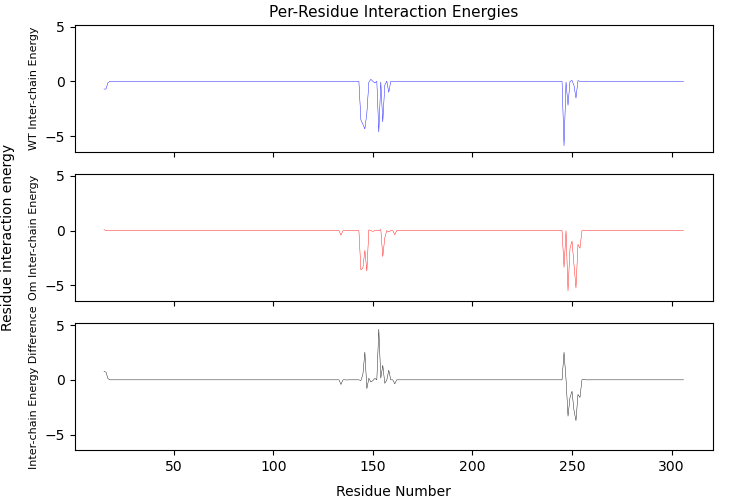 Per-Residue Interaction Energies
Residue interaction energy
WT Inter-chain Energy
5
0
−5
Om Inter-chain Energy
5
0
−5
Inter-chain Energy Difference
5
0
−5
50 100 150 200 250 300
Residue Number